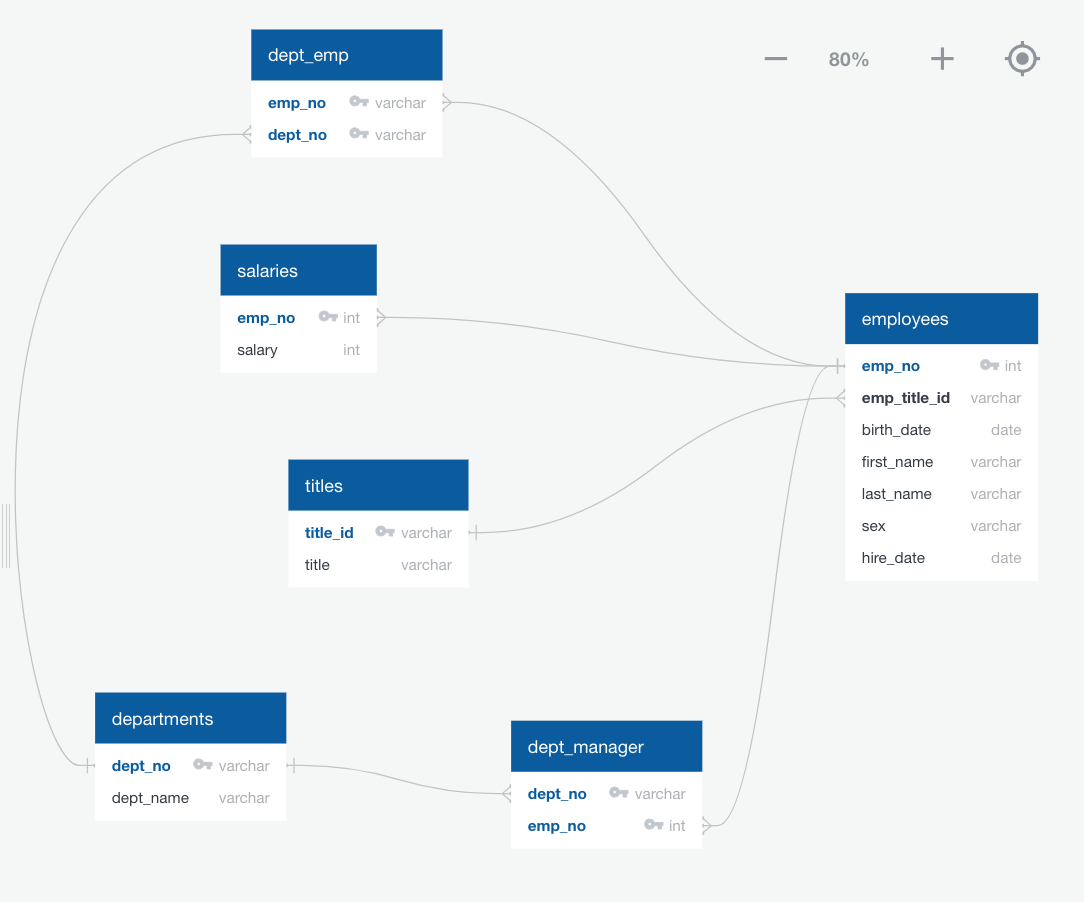 dept_emp
80%
emp_no varchar
dept_no varchar
salaries
emp_no int
salary int
employees
emp_no int
emp_title_id varchar
birth_date date
first_name varchar
last_name varchar
sex varchar
hire_date date
titles
title_id varchar
title varchar
departments
dept_no varchar
dept_name varchar
dept_manager
dept_no varchar
emp_no int